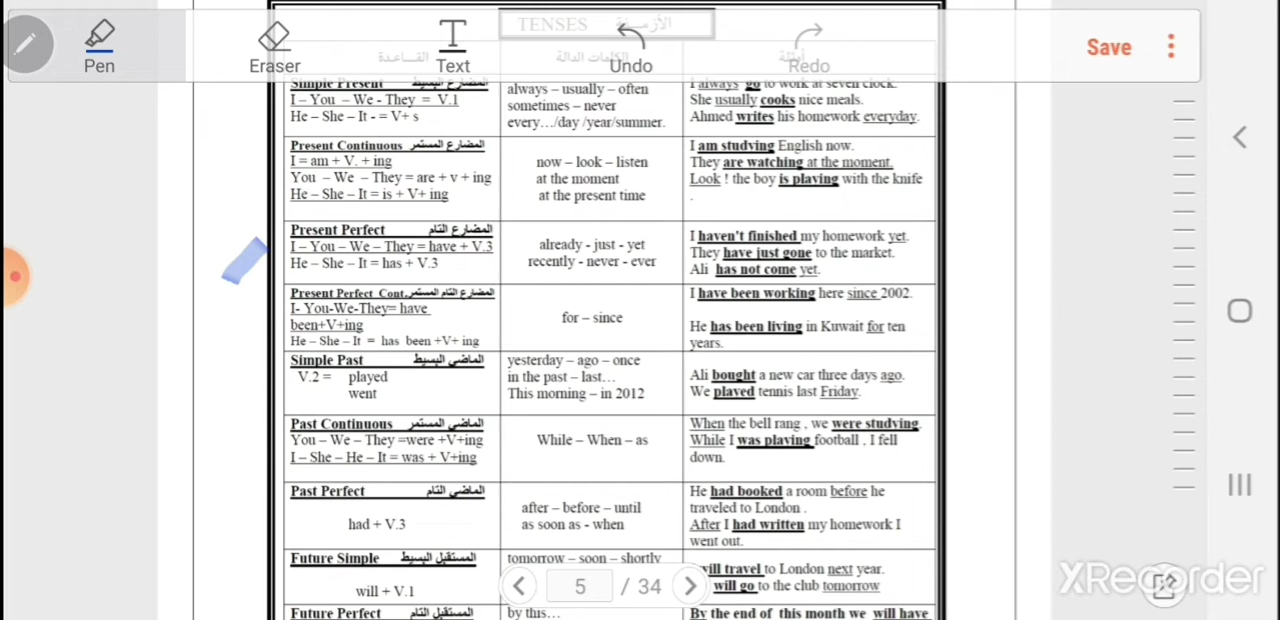 TENSES الأزمـــنة
القـــاعدة الكلمات الدالة أمثلة
Pen Eraser Text Undo Redo Save
Simple Present المضارع البسيط
I – You – We - They = V.1
He – She – It - = V+ s
always – usually – often
sometimes – never
every…/day /year/summer.
I always go to work at seven clock.
She usually cooks nice meals.
Ahmed writes his homework everyday.
Present Continuous المضارع المستمر
I = am + V. + ing
You – We – They = are + v + ing
He – She – It = is + V+ ing
now – look – listen
at the moment
at the present time
I am studying English now.
They are watching at the moment.
Look ! the boy is playing with the knife
.
Present Perfect المضارع التام
I – You – We – They = have + V.3
He – She – It = has + V.3
already - just - yet
recently - never - ever
I haven't finished my homework yet.
They have just gone to the market.
Ali has not come yet.
Present Perfect Cont. المضارع التام المستمر
I- You-We-They= have
been+V+ing
He – She – It = has been +V+ ing
for – since
I have been working here since 2002.
He has been living in Kuwait for ten
years.
Simple Past الماضي البسيط
V.2 = played
went
yesterday – ago – once
in the past – last…
This morning – in 2012
Ali bought a new car three days ago.
We played tennis last Friday.
Past Continuous الماضي المستمر
You – We – They =were +V+ing
I – She – He – It = was + V+ing
While – When – as
When the bell rang , we were studying.
While I was playing football , I fell
down.
Past Perfect الماضي التام
had + V.3
after – before – until
as soon as - when
He had booked a room before he
traveled to London .
After I had written my homework I
went out.
Future Simple المستقبل البسيط
will + V.1
tomorrow – soon – shortly
will travel to London next year.
will go to the club tomorrow
Future Perfect المستقبل التام
by this…
By the end of this month we will have
5 / 34
XRecorder